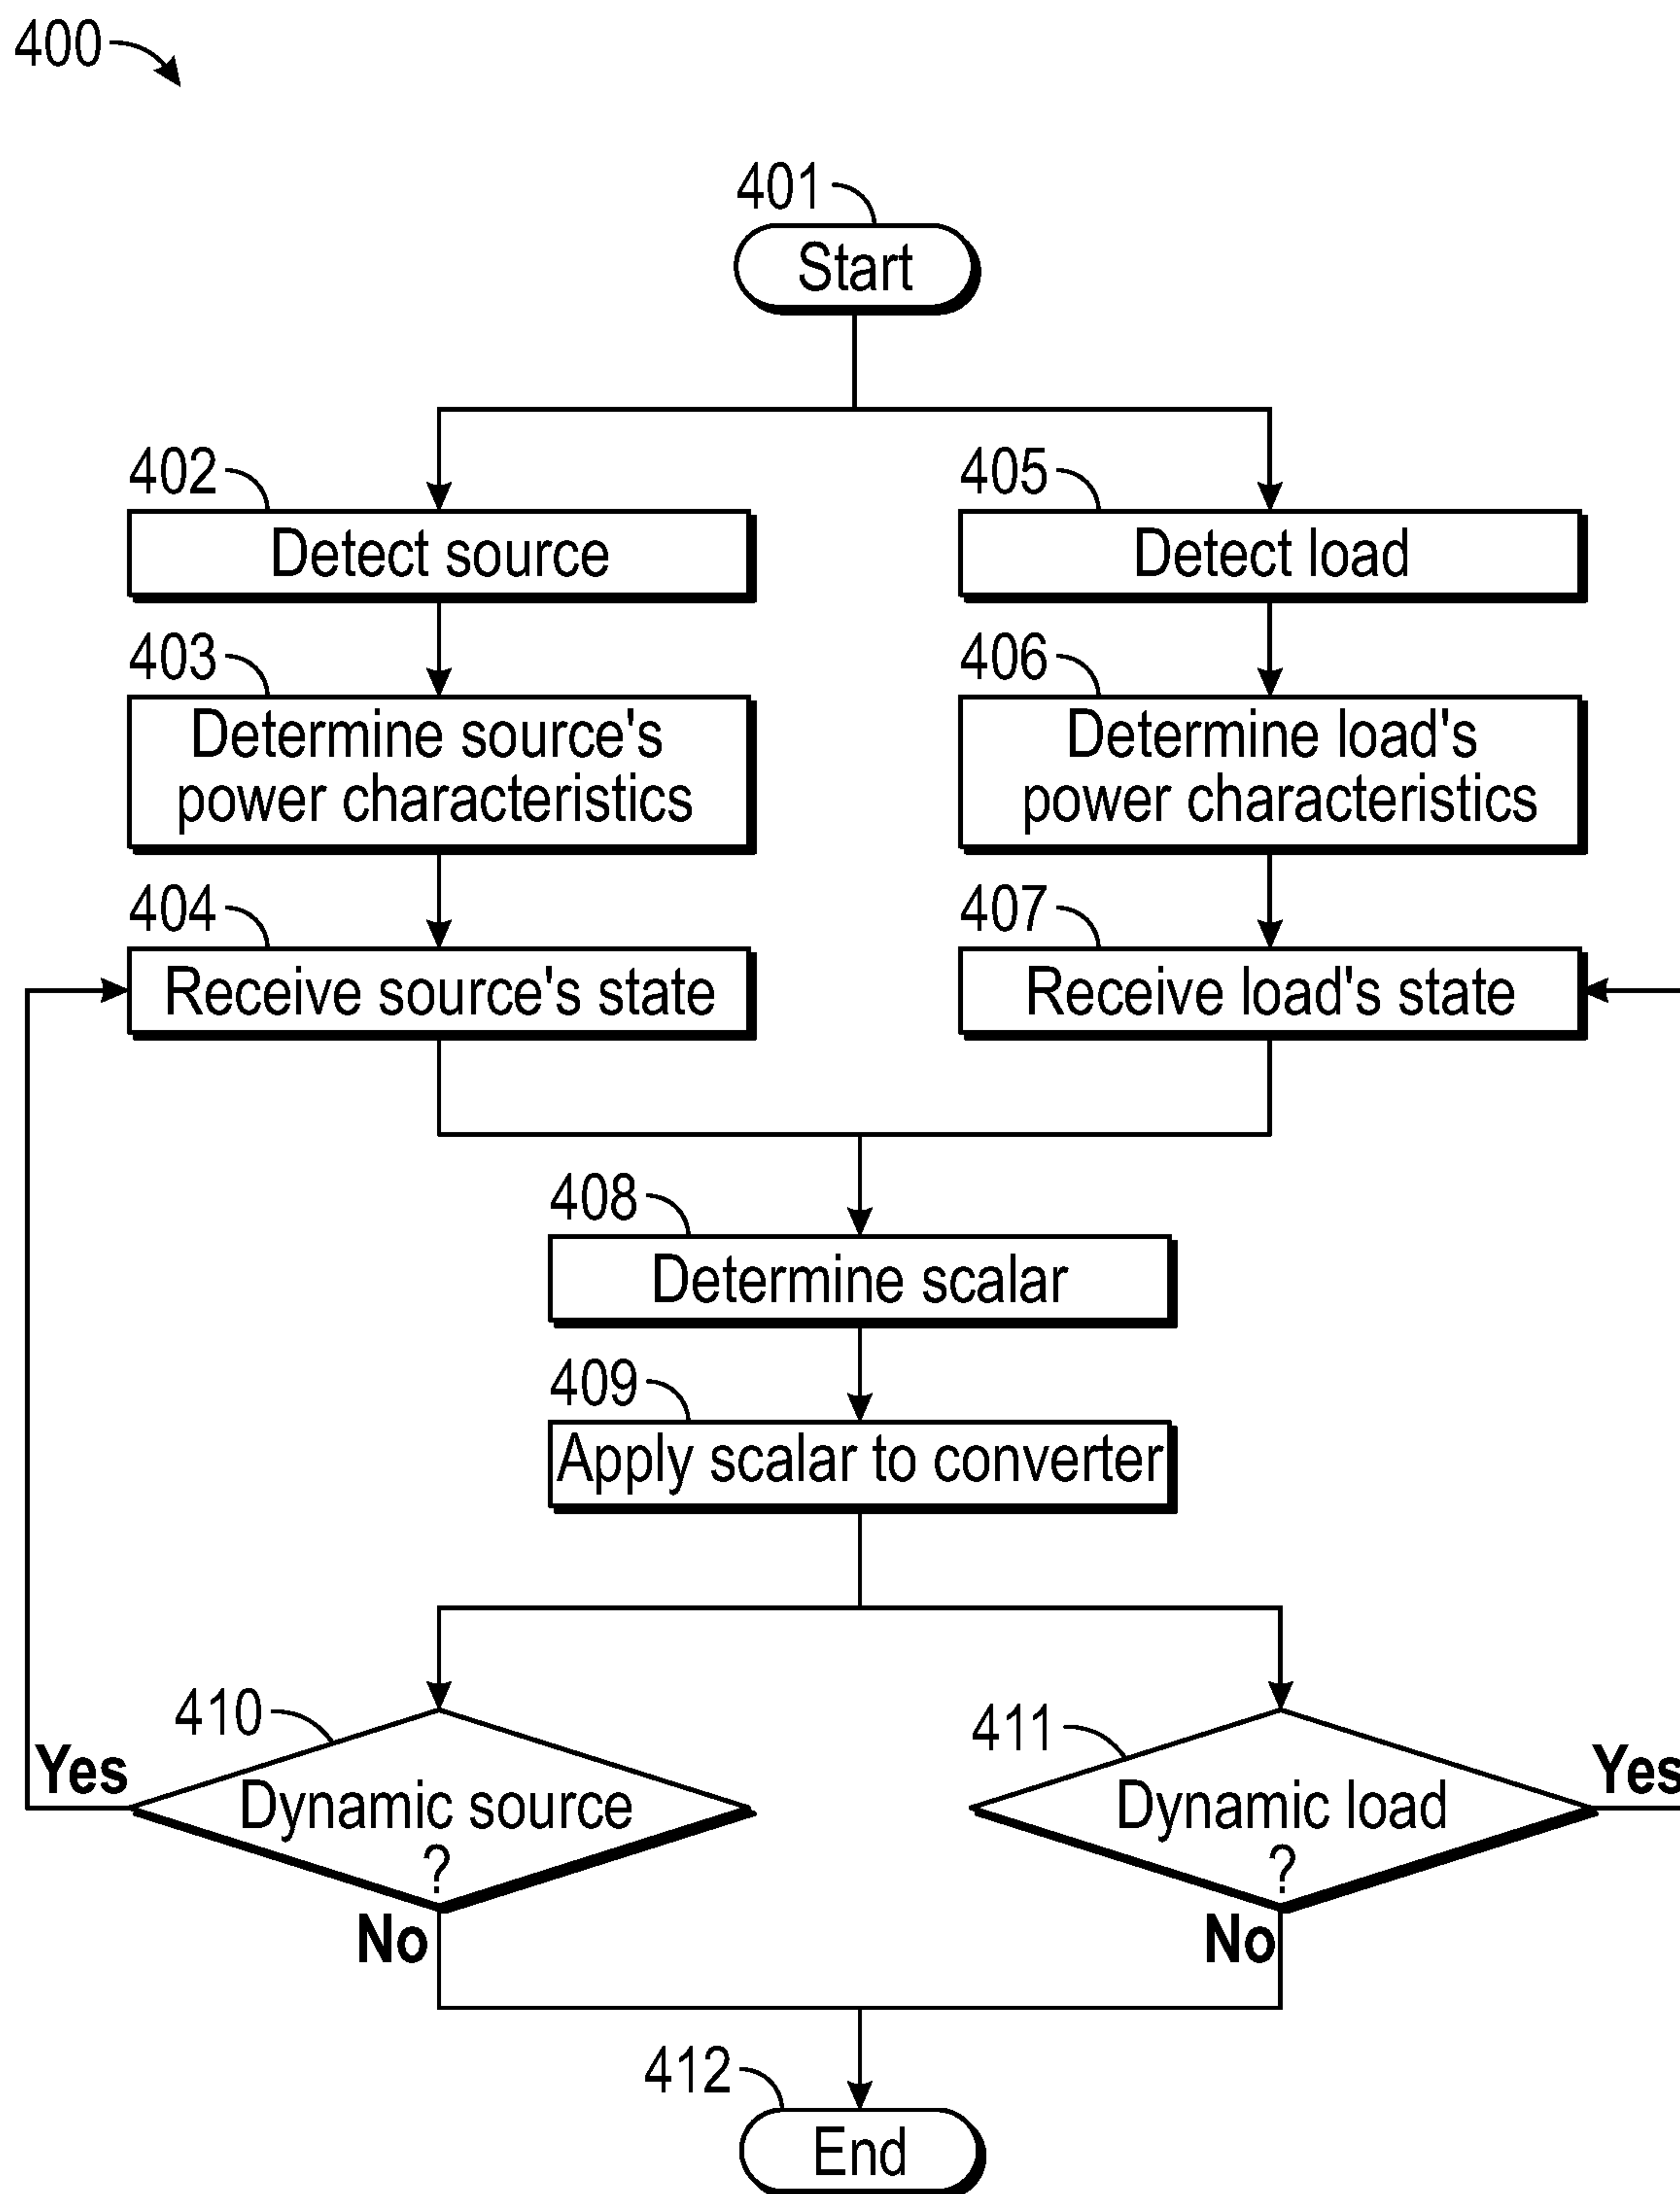 400
401
Start
402
Detect source
405
Detect load
403
Determine source's
power characteristics
406
Determine load's
power characteristics
404
Receive source's state
407
Receive load's state
408
Determine scalar
409
Apply scalar to converter
410
Yes
Dynamic source
?
No
411
Yes
Dynamic load
?
No
412
End